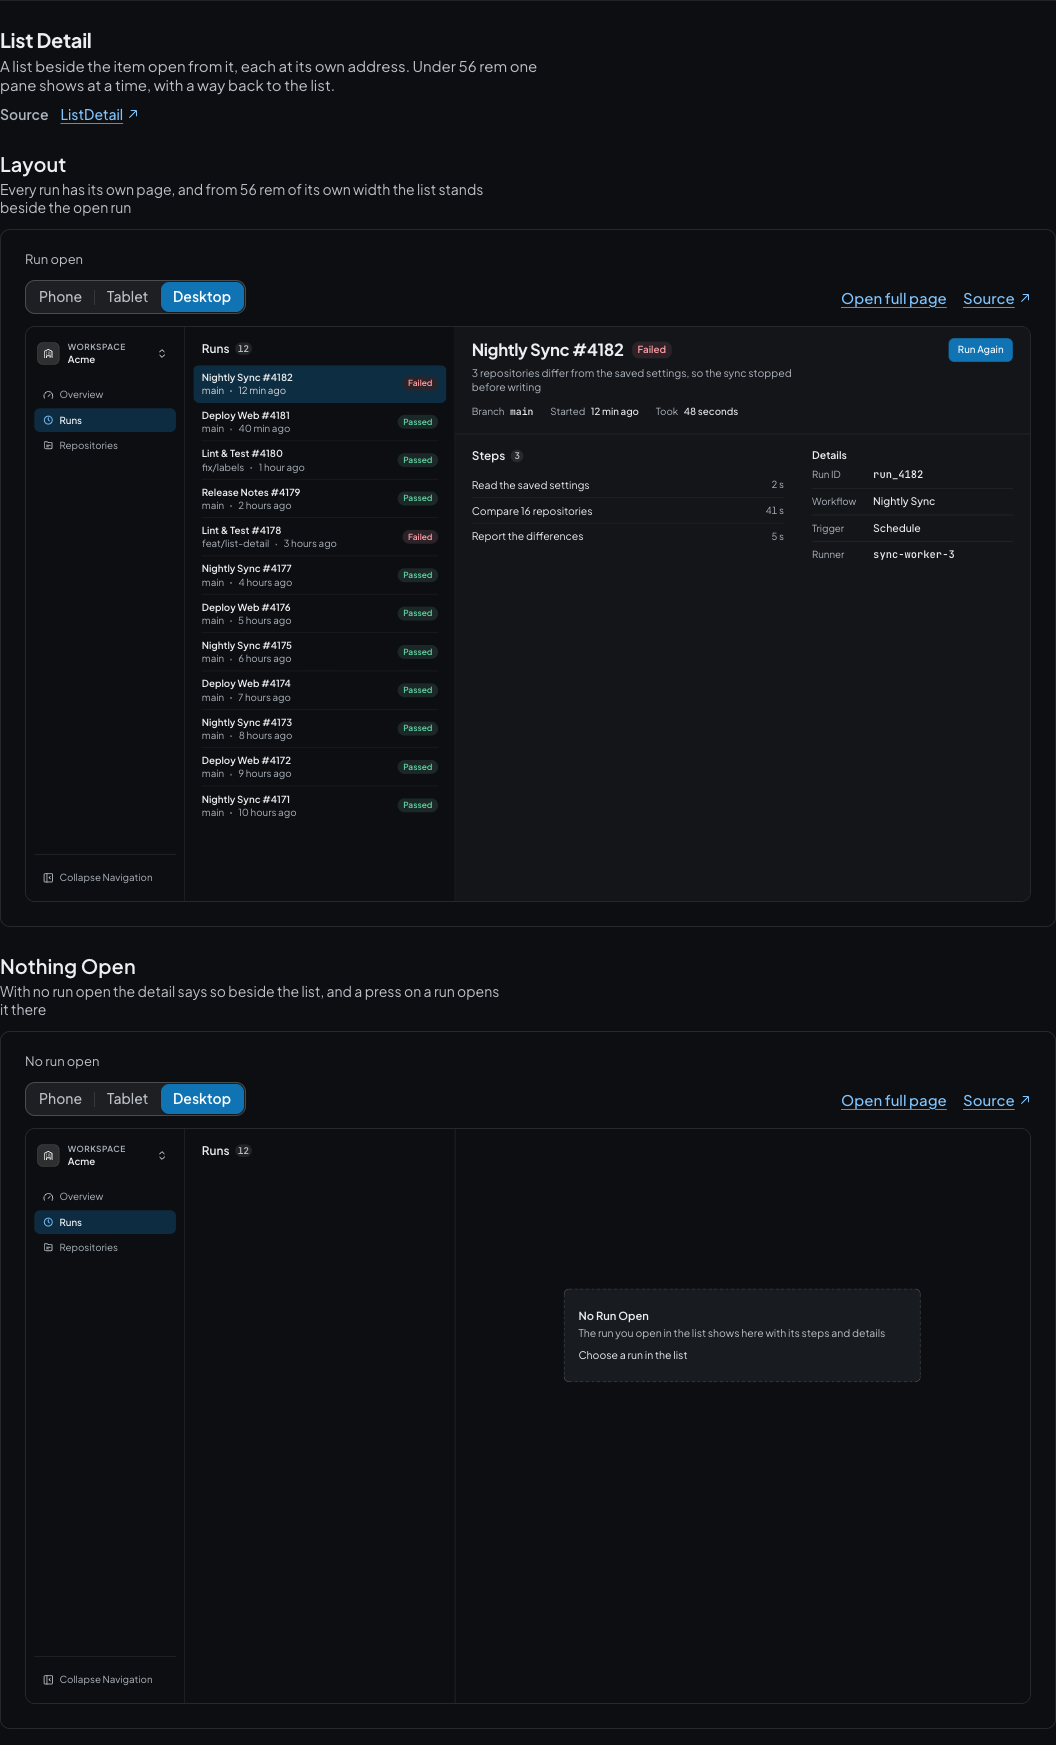 List Detail
A list beside the item open from it, each at its own address. Under 56 rem one
pane shows at a time, with a way back to the list.
Source ListDetail
Layout
Every run has its own page, and from 56 rem of its own width the list stands
beside the open run
Run open
Phone Tablet Desktop
Open full page Source
WORKSPACE
Acme
Overview
Runs
Repositories
Collapse Navigation
Runs 12
Nightly Sync #4182
main · 12 min ago
Failed
Deploy Web #4181
main · 40 min ago
Passed
Lint & Test #4180
fix/labels · 1 hour ago
Passed
Release Notes #4179
main · 2 hours ago
Passed
Lint & Test #4178
feat/list-detail · 3 hours ago
Failed
Nightly Sync #4177
main · 4 hours ago
Passed
Deploy Web #4176
main · 5 hours ago
Passed
Nightly Sync #4175
main · 6 hours ago
Passed
Deploy Web #4174
main · 7 hours ago
Passed
Nightly Sync #4173
main · 8 hours ago
Passed
Deploy Web #4172
main · 9 hours ago
Passed
Nightly Sync #4171
main · 10 hours ago
Passed
Nightly Sync #4182 Failed
Run Again
3 repositories differ from the saved settings, so the sync stopped
before writing
Branch main Started 12 min ago Took 48 seconds
Steps 3
Read the saved settings 2 s
Compare 16 repositories 41 s
Report the differences 5 s
Details
Run ID run_4182
Workflow Nightly Sync
Trigger Schedule
Runner sync-worker-3
Nothing Open
With no run open the detail says so beside the list, and a press on a run opens
it there
No run open
Phone Tablet Desktop
Open full page Source
WORKSPACE
Acme
Overview
Runs
Repositories
Collapse Navigation
Runs 12
No Run Open
The run you open in the list shows here with its steps and details
Choose a run in the list